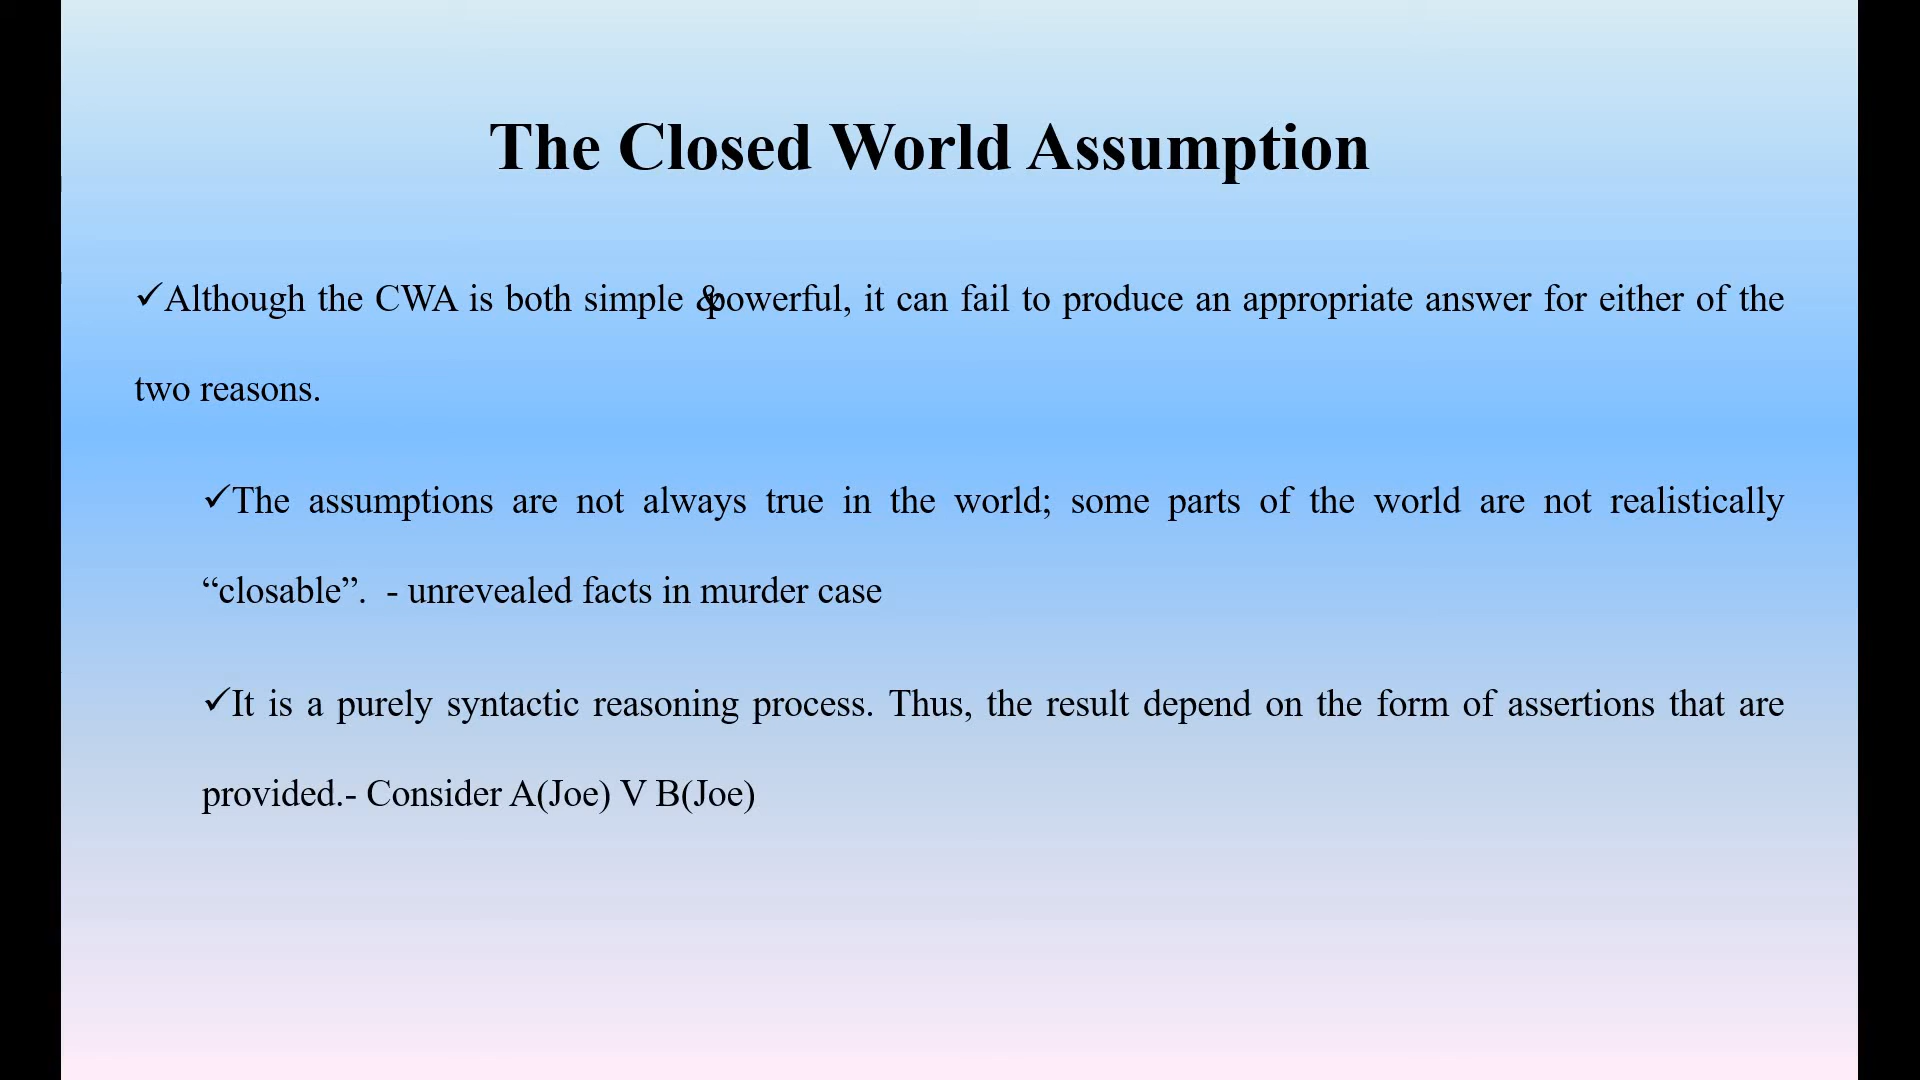 The Closed World Assumption
✓Although the CWA is both simple &powerful, it can fail to produce an appropriate answer for either of the
two reasons.
✓The assumptions are not always true in the world; some parts of the world are not realistically
“closable”.  - unrevealed facts in murder case
✓It is a purely syntactic reasoning process. Thus, the result depend on the form of assertions that are
provided.- Consider A(Joe) V B(Joe)